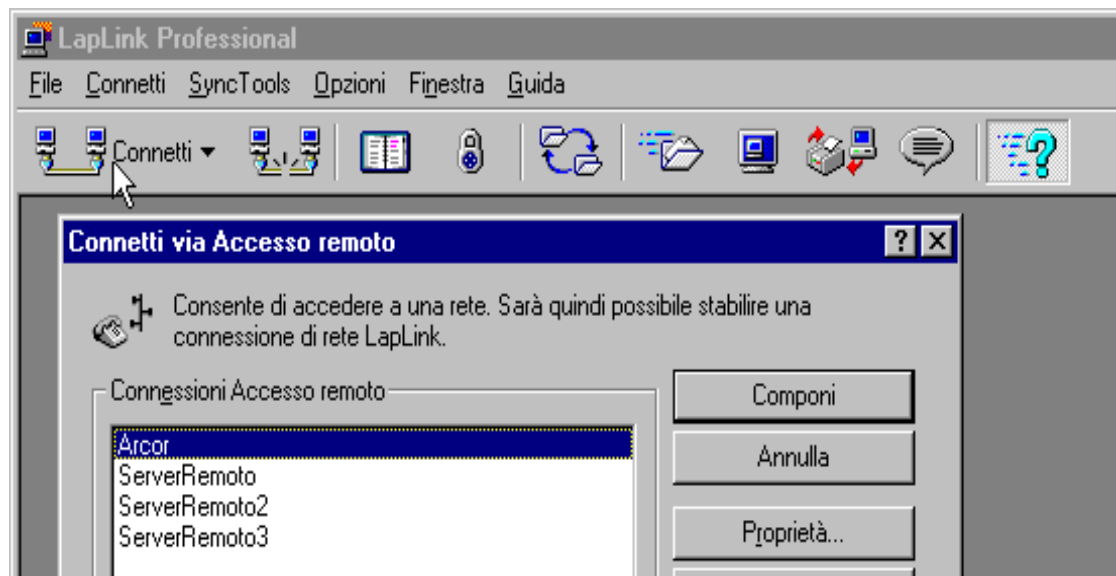 LapLink Professional
File Connetti SyncTools Opzioni Finestra Guida
Connetti
Connetti via Accesso remoto
Consente di accedere a una rete. Sarà quindi possibile stabilire una
connessione di rete LapLink.
Connessioni Accesso remoto
Componi
Arcor
Annulla
ServerRemoto
ServerRemoto2
ServerRemoto3
Proprietà...